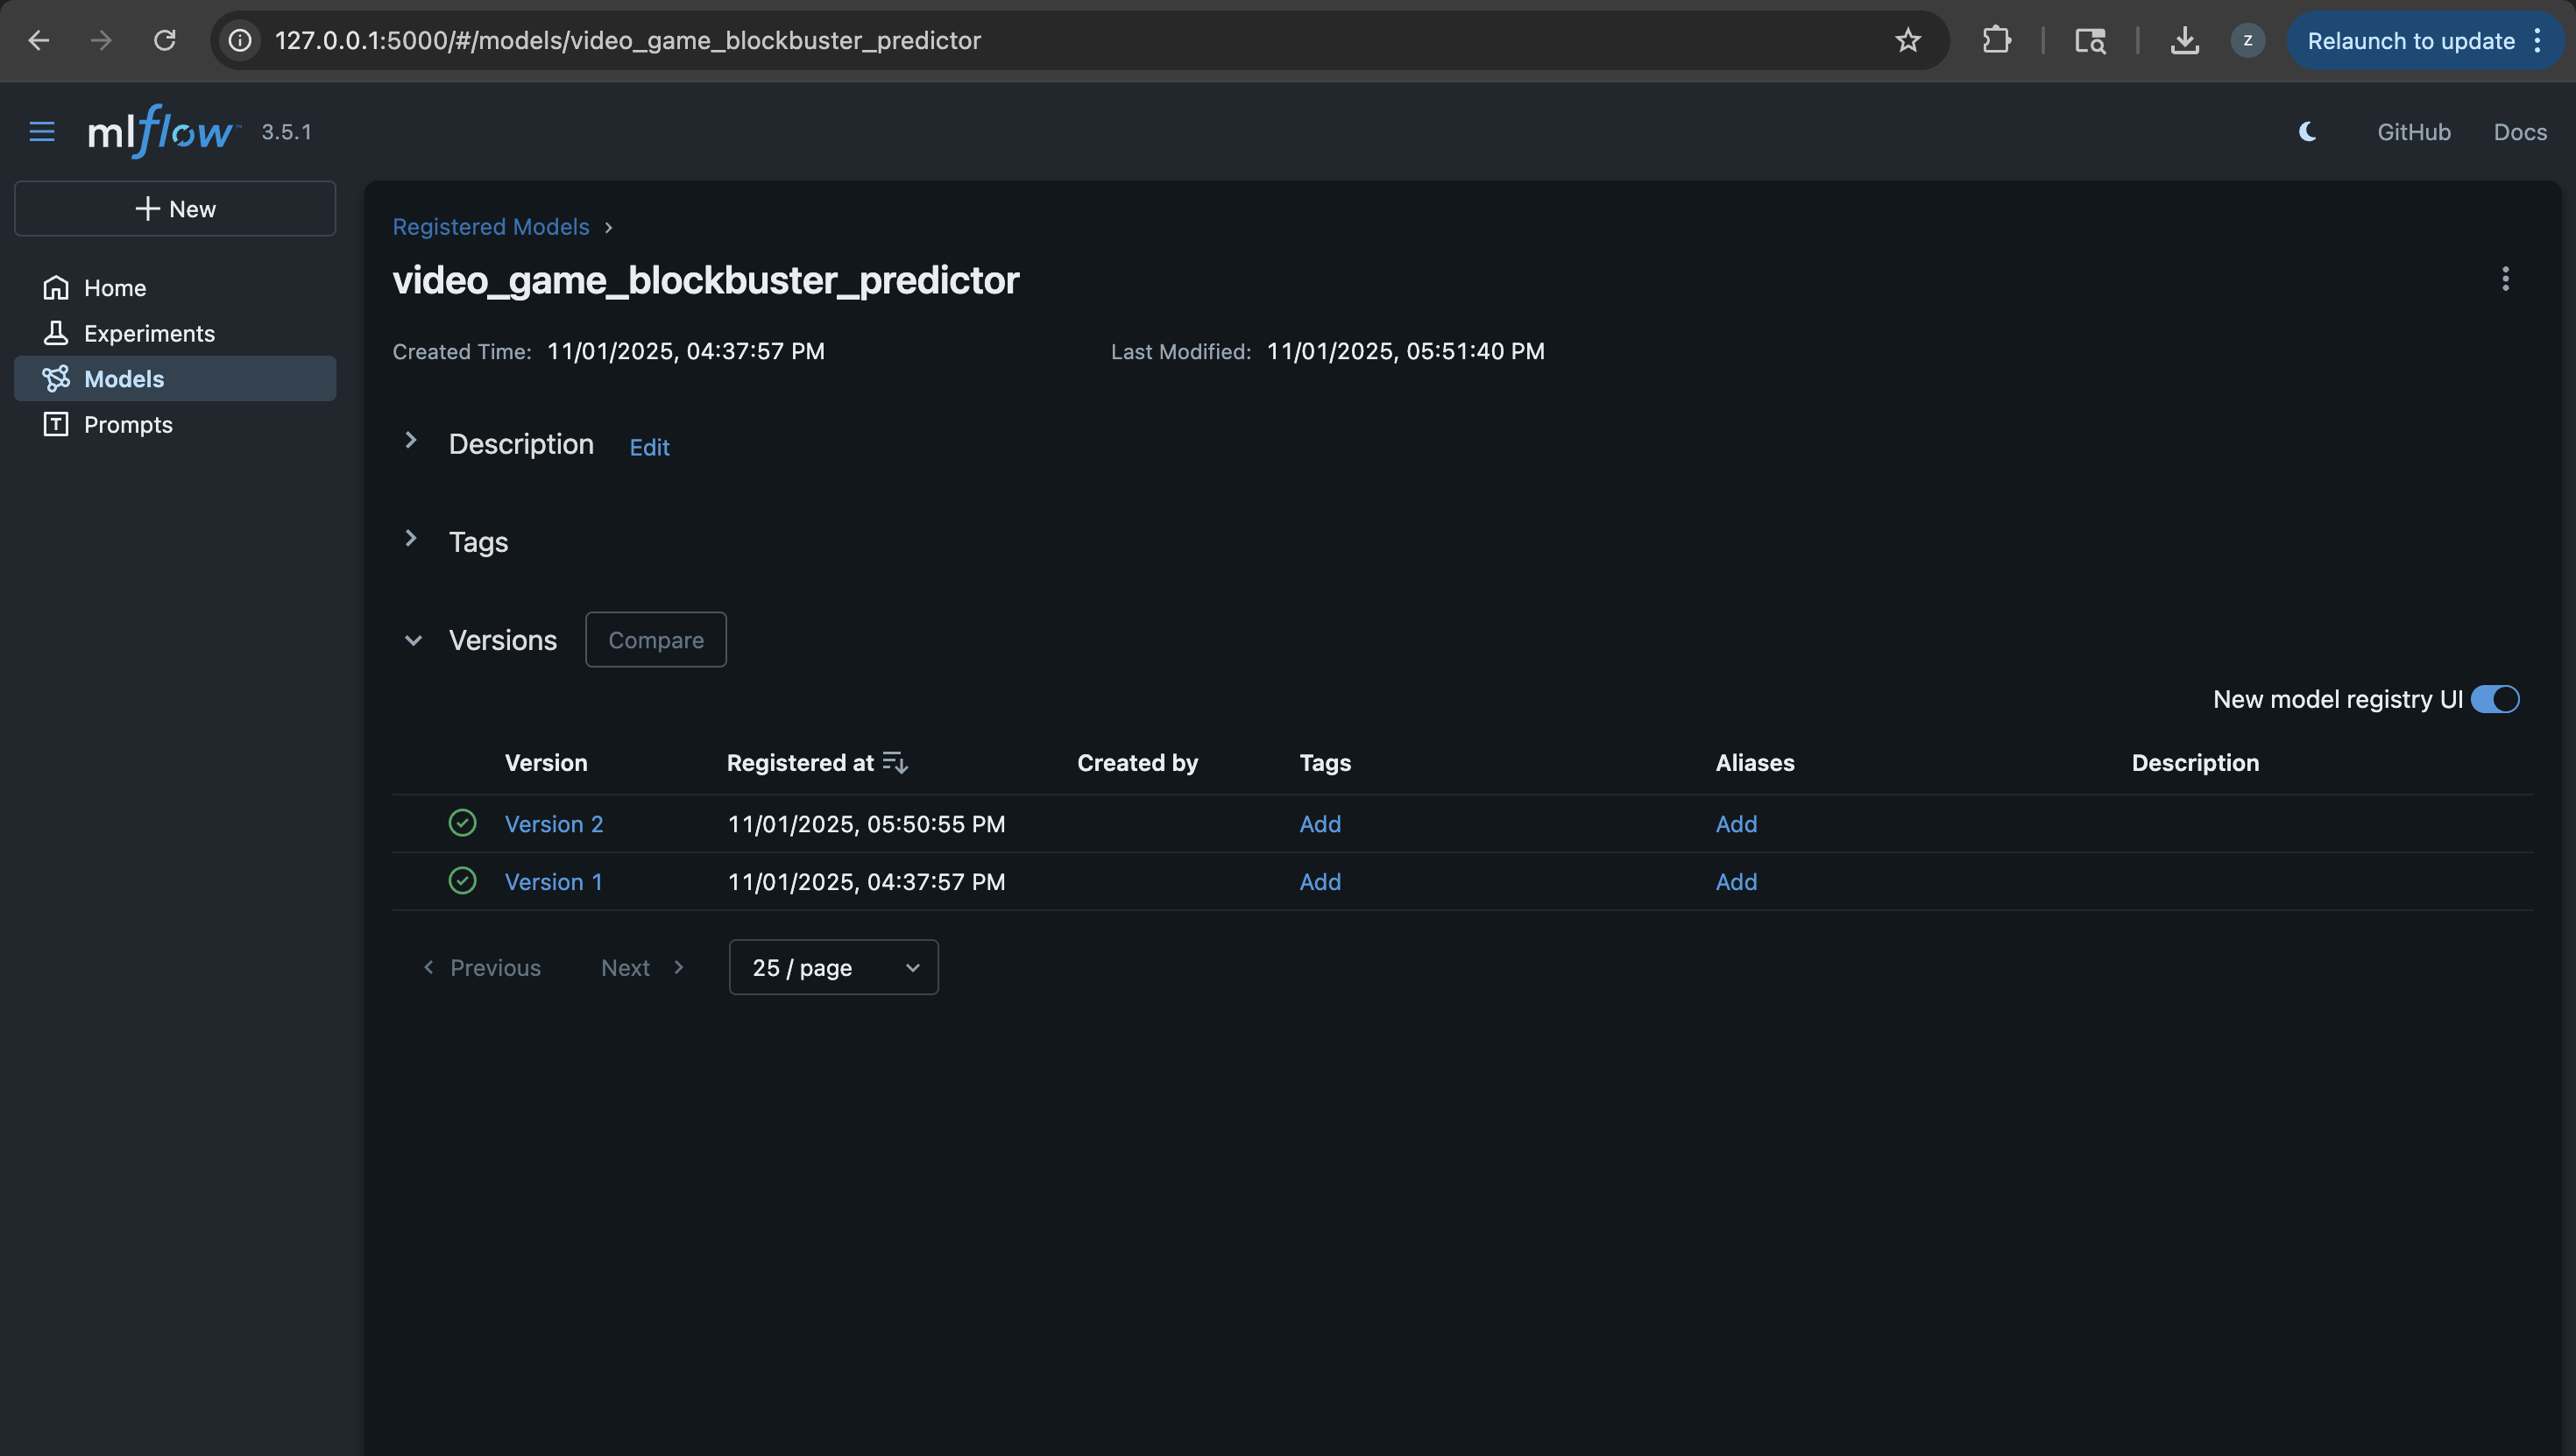 127.0.0.1:5000/#/models/video_game_blockbuster_predictor
z
Relaunch to update
mlflow™ 3.5.1
GitHub
Docs
New
Home
Experiments
Models
Prompts
Registered Models
video_game_blockbuster_predictor
Created Time: 11/01/2025, 04:37:57 PM
Last Modified: 11/01/2025, 05:51:40 PM
Description Edit
Tags
Versions Compare
New model registry UI
Version Registered at Created by Tags Aliases Description
Version 2 11/01/2025, 05:50:55 PM Add Add
Version 1 11/01/2025, 04:37:57 PM Add Add
Previous Next 25 / page